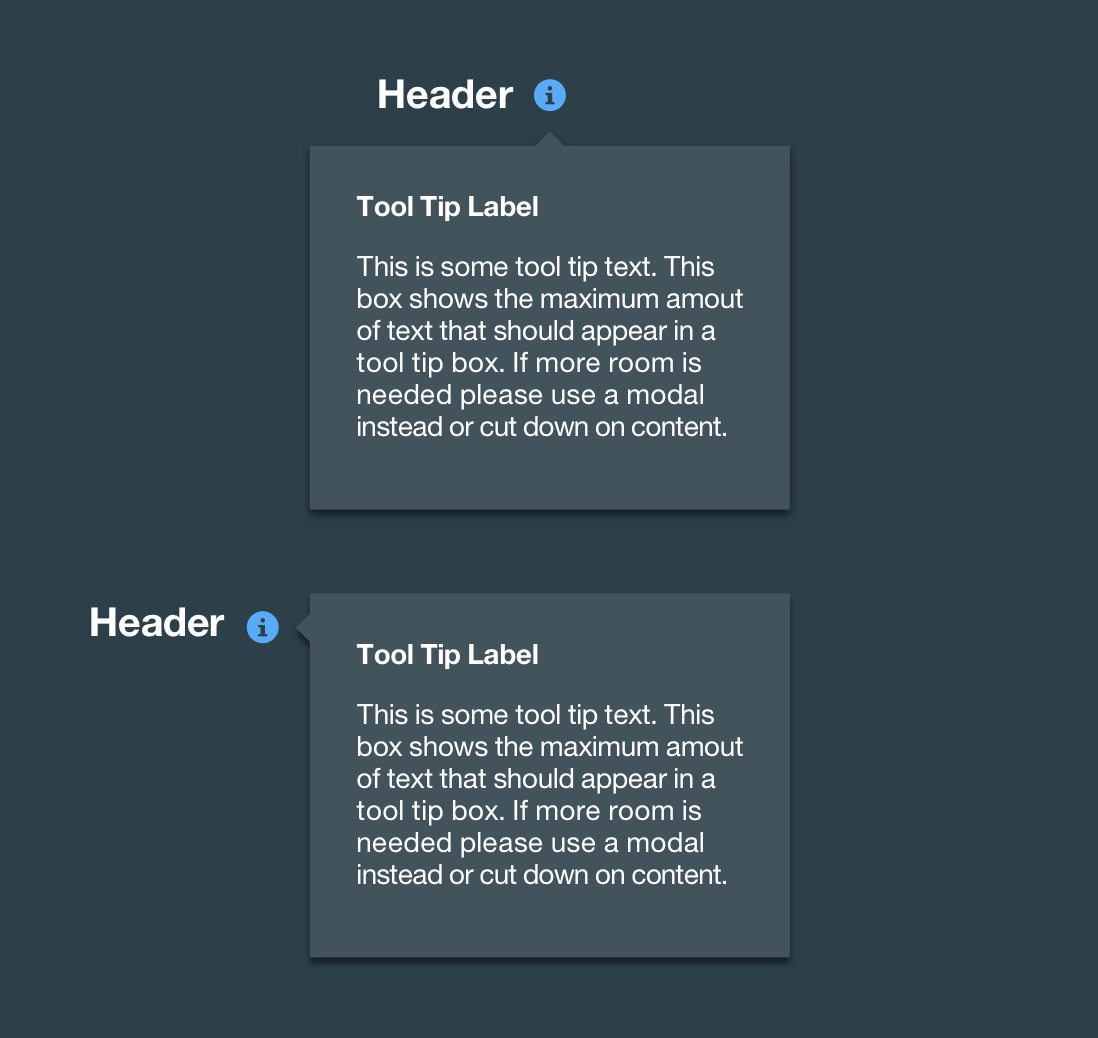 Header
Tool Tip Label
This is some tool tip text. This
box shows the maximum amout
of text that should appear in a
tool tip box. If more room is
needed please use a modal
instead or cut down on content.
Header
Tool Tip Label
This is some tool tip text. This
box shows the maximum amout
of text that should appear in a
tool tip box. If more room is
needed please use a modal
instead or cut down on content.